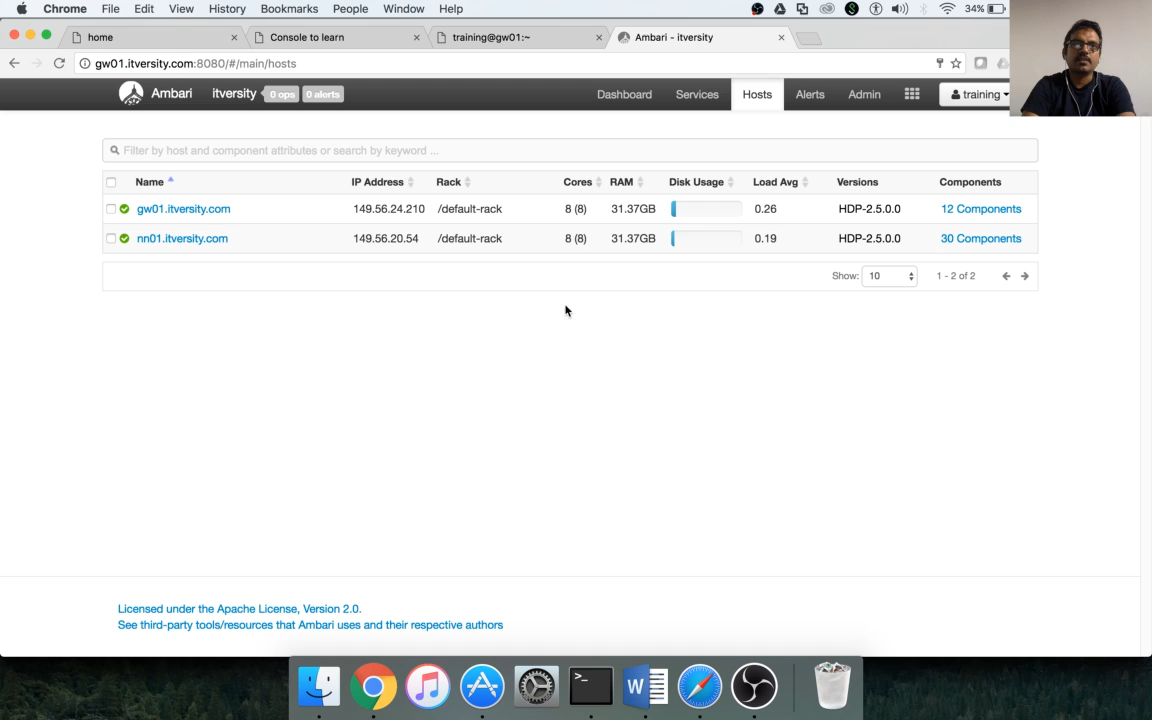 Chrome File Edit View History Bookmarks People Window Help 34%
home Console to learn training@gw01:~ Ambari - itversity
gw01.itversity.com:8080/#/main/hosts
Ambari itversity 0 ops 0 alerts Dashboard Services Hosts Alerts Admin training
Filter by host and component attributes or search by keyword ...
Name IP Address Rack Cores RAM Disk Usage Load Avg Versions Components
gw01.itversity.com 149.56.24.210 /default-rack 8 (8) 31.37GB 0.26 HDP-2.5.0.0 12 Components
nn01.itversity.com 149.56.20.54 /default-rack 8 (8) 31.37GB 0.19 HDP-2.5.0.0 30 Components
Show: 10 1 - 2 of 2
Licensed under the Apache License, Version 2.0.
See third-party tools/resources that Ambari uses and their respective authors